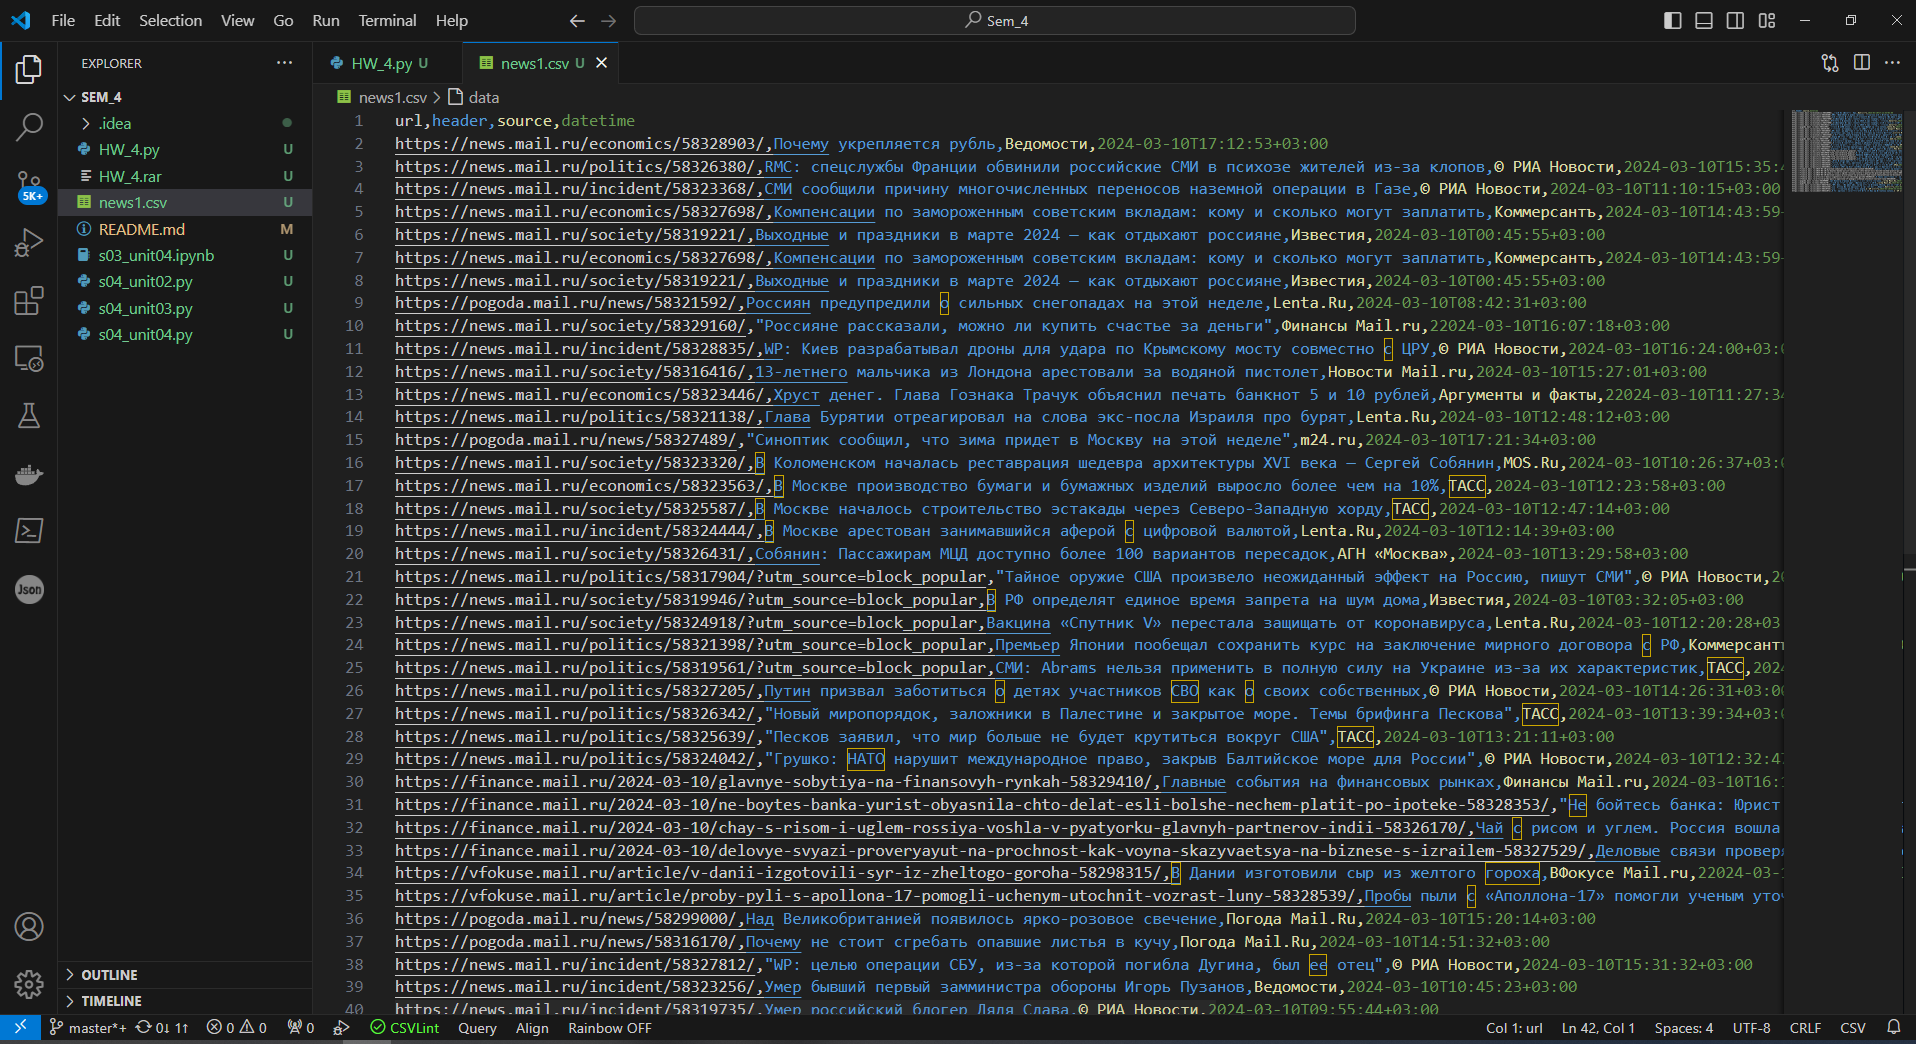 File Edit Selection View Go Run Terminal Help
Sem_4
EXPLORER
HW_4.py U
news1.csv U
SEM_4
news1.csv > data
.idea
HW_4.py U
HW_4.rar U
news1.csv U
README.md M
s03_unit04.ipynb U
s04_unit02.py U
s04_unit03.py U
s04_unit04.py U
5K+
Json
OUTLINE
TIMELINE
1 url,header,source,datetime
2 https://news.mail.ru/economics/58328903/,Почему укрепляется рубль,Ведомости,2024-03-10T17:12:53+03:00
3 https://news.mail.ru/politics/58326380/,RMC: спецслужбы Франции обвинили российские СМИ в психозе жителей из-за клопов,© РИА Новости,2024-03-10T15:35:4
4 https://news.mail.ru/incident/58323368/,СМИ сообщили причину многочисленных переносов наземной операции в Газе,© РИА Новости,2024-03-10T11:10:15+03:00
5 https://news.mail.ru/economics/58327698/,Компенсации по замороженным советским вкладам: кому и сколько могут заплатить,Коммерсантъ,2024-03-10T14:43:59
6 https://news.mail.ru/society/58319221/,Выходные и праздники в марте 2024 — как отдыхают россияне,Известия,2024-03-10T00:45:55+03:00
7 https://news.mail.ru/economics/58327698/,Компенсации по замороженным советским вкладам: кому и сколько могут заплатить,Коммерсантъ,2024-03-10T14:43:59
8 https://news.mail.ru/society/58319221/,Выходные и праздники в марте 2024 — как отдыхают россияне,Известия,2024-03-10T00:45:55+03:00
9 https://pogoda.mail.ru/news/58321592/,Россиян предупредили о сильных снегопадах на этой неделе,Lenta.Ru,2024-03-10T08:42:31+03:00
10 https://news.mail.ru/society/58329160/,"Россияне рассказали, можно ли купить счастье за деньги",Финансы Mail.ru,22024-03-10T16:07:18+03:00
11 https://news.mail.ru/incident/58328835/,WP: Киев разрабатывал дроны для удара по Крымскому мосту совместно с ЦРУ,© РИА Новости,2024-03-10T16:24:00+03:0
12 https://news.mail.ru/society/58316416/,13-летнего мальчика из Лондона арестовали за водяной пистолет,Новости Mail.ru,2024-03-10T15:27:01+03:00
13 https://news.mail.ru/economics/58323446/,Хруст денег. Глава Гознака Трачук объяснил печать банкнот 5 и 10 рублей,Аргументы и факты,22024-03-10T11:27:34
14 https://news.mail.ru/politics/58321138/,Глава Бурятии отреагировал на слова экс-посла Израиля про бурят,Lenta.Ru,2024-03-10T12:48:12+03:00
15 https://pogoda.mail.ru/news/58327489/,"Синоптик сообщил, что зима придет в Москву на этой неделе",m24.ru,2024-03-10T17:21:34+03:00
16 https://news.mail.ru/society/58323320/,В Коломенском началась реставрация шедевра архитектуры XVI века — Сергей Собянин,MOS.Ru,2024-03-10T10:26:37+03:0
17 https://news.mail.ru/economics/58323563/,В Москве производство бумаги и бумажных изделий выросло более чем на 10%,ТАСС,2024-03-10T12:23:58+03:00
18 https://news.mail.ru/society/58325587/,В Москве началось строительство эстакады через Северо-Западную хорду,ТАСС,2024-03-10T12:47:14+03:00
19 https://news.mail.ru/incident/58324444/,В Москве арестован занимавшийся аферой с цифровой валютой,Lenta.Ru,2024-03-10T12:14:39+03:00
20 https://news.mail.ru/society/58326431/,Собянин: Пассажирам МЦД доступно более 100 вариантов пересадок,АГН «Москва»,2024-03-10T13:29:58+03:00
21 https://news.mail.ru/politics/58317904/?utm_source=block_popular,"Тайное оружие США произвело неожиданный эффект на Россию, пишут СМИ",© РИА Новости,2
22 https://news.mail.ru/society/58319946/?utm_source=block_popular,В РФ определят единое время запрета на шум дома,Известия,2024-03-10T03:32:05+03:00
23 https://news.mail.ru/society/58324918/?utm_source=block_popular,Вакцина «Спутник V» перестала защищать от коронавируса,Lenta.Ru,2024-03-10T12:20:28+03
24 https://news.mail.ru/politics/58321398/?utm_source=block_popular,Премьер Японии пообещал сохранить курс на заключение мирного договора с РФ,Коммерсант
25 https://news.mail.ru/politics/58319561/?utm_source=block_popular,СМИ: Abrams нельзя применить в полную силу на Украине из-за их характеристик,ТАСС,202
26 https://news.mail.ru/politics/58327205/,Путин призвал заботиться о детях участников СВО как о своих собственных,© РИА Новости,2024-03-10T14:26:31+03:0
27 https://news.mail.ru/politics/58326342/,"Новый миропорядок, заложники в Палестине и закрытое море. Темы брифинга Пескова",ТАСС,2024-03-10T13:39:34+03:
28 https://news.mail.ru/politics/58325639/,"Песков заявил, что мир больше не будет крутиться вокруг США",ТАСС,2024-03-10T13:21:11+03:00
29 https://news.mail.ru/politics/58324042/,"Грушко: НАТО нарушит международное право, закрыв Балтийское море для России",© РИА Новости,2024-03-10T12:32:4
30 https://finance.mail.ru/2024-03-10/glavnye-sobytiya-na-finansovyh-rynkah-58329410/,Главные события на финансовых рынках,Финансы Mail.ru,2024-03-10T16:
31 https://finance.mail.ru/2024-03-10/ne-boytes-banka-yurist-obyasnila-chto-delat-esli-bolshe-nechem-platit-po-ipoteke-58328353/,"Не бойтесь банка: Юрист
32 https://finance.mail.ru/2024-03-10/chay-s-risom-i-uglem-rossiya-voshla-v-pyatyorku-glavnyh-partnerov-indii-58326170/,Чай с рисом и углем. Россия вошла
33 https://finance.mail.ru/2024-03-10/delovye-svyazi-proveryayut-na-prochnost-kak-voyna-skazyvaetsya-na-biznese-s-izrailem-58327529/,Деловые связи проверя
34 https://vfokuse.mail.ru/article/v-danii-izgotovili-syr-iz-zheltogo-goroha-58298315/,В Дании изготовили сыр из желтого гороха,ВФокусе Mail.ru,22024-03-
35 https://vfokuse.mail.ru/article/proby-pyli-s-apollona-17-pomogli-uchenym-utochnit-vozrast-luny-58328539/,Пробы пыли с «Аполлона-17» помогли ученым уто
36 https://pogoda.mail.ru/news/58299000/,Над Великобританией появилось ярко-розовое свечение,Погода Mail.Ru,2024-03-10T15:20:14+03:00
37 https://pogoda.mail.ru/news/58316170/,Почему не стоит сгребать опавшие листья в кучу,Погода Mail.Ru,2024-03-10T14:51:32+03:00
38 https://news.mail.ru/incident/58327812/,"WP: целью операции СБУ, из-за которой погибла Дугина, был ее отец",© РИА Новости,2024-03-10T15:31:32+03:00
39 https://news.mail.ru/incident/58323256/,Умер бывший первый замминистра обороны Игорь Пузанов,Ведомости,2024-03-10T10:45:23+03:00
40 https://news.mail.ru/incident/58319735/,Умер российский блогер Ляля Слава,© РИА Новости,2024-03-10T09:55:44+03:00
master*+ 0↓ 1↑ 0 0 0 CSVLint Query Align Rainbow OFF Col 1: url Ln 42, Col 1 Spaces: 4 UTF-8 CRLF CSV